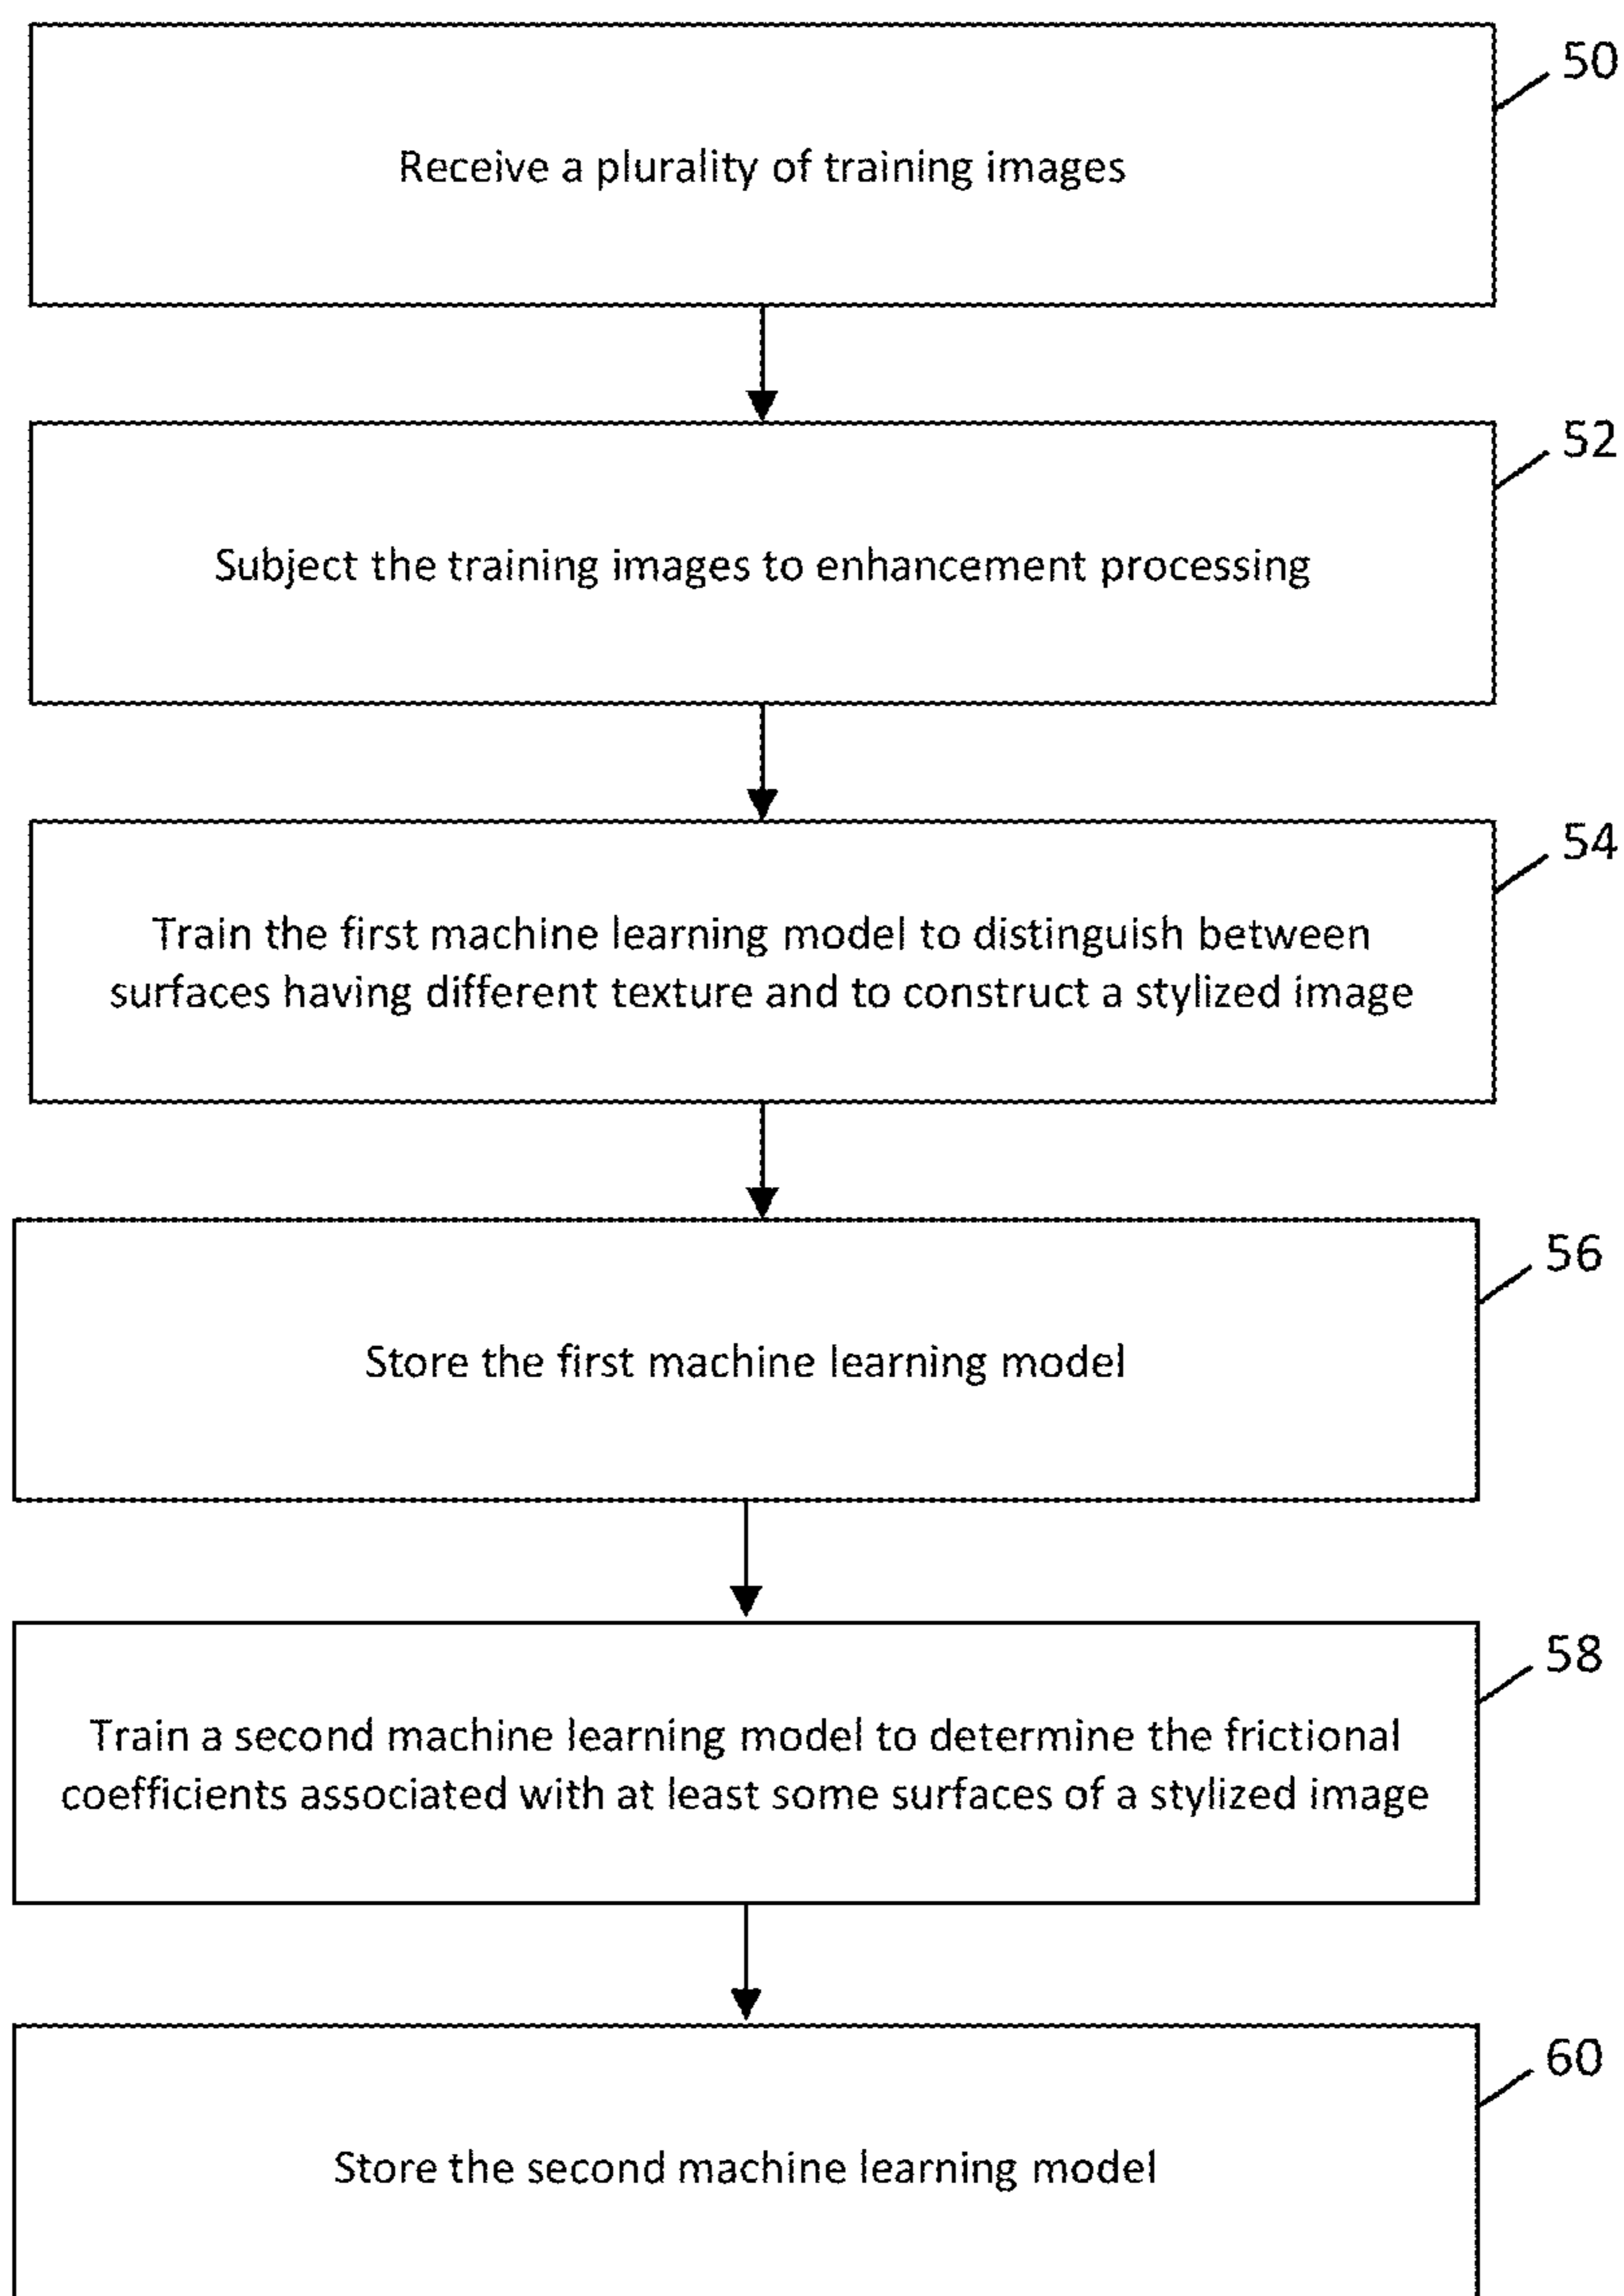 50
Receive a plurality of training images
52
Subject the training images to enhancement processing
54
Train the first machine learning model to distinguish between
surfaces having different texture and to construct a stylized image
56
Store the first machine learning model
58
Train a second machine learning model to determine the frictional
coefficients associated with at least some surfaces of a stylized image
60
Store the second machine learning model